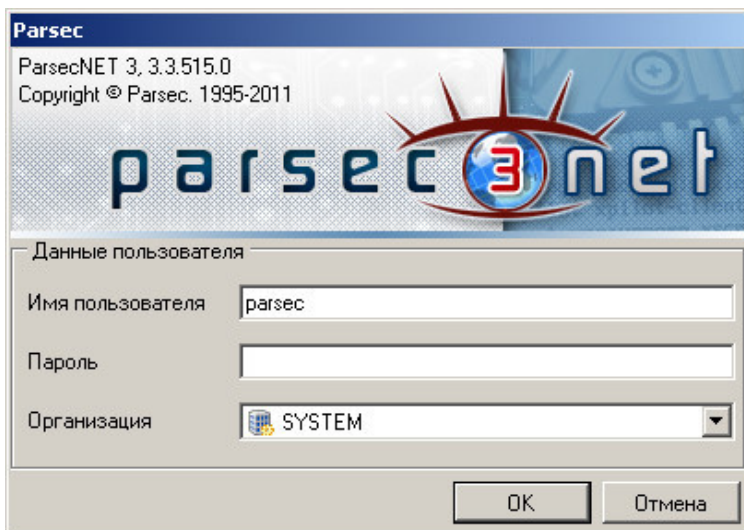 Parsec
ParsecNET 3, 3.3.515.0
Copyright © Parsec. 1995-2011
parsec 3 net
Данные пользователя
Имя пользователя
parsec
Пароль
Организация
SYSTEM
OK
Отмена